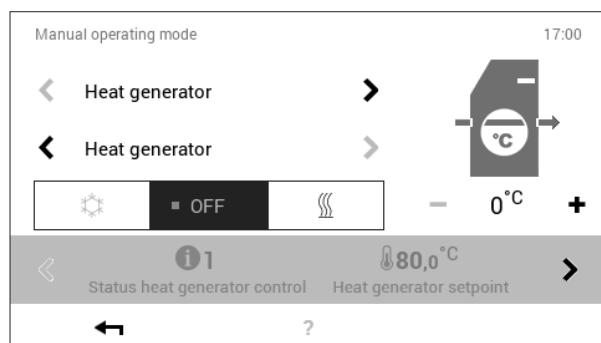 Manual operating mode 17:00
Heat generator
°C
Heat generator
OFF
0°C
1 80,0°C
Status heat generator control Heat generator setpoint
?